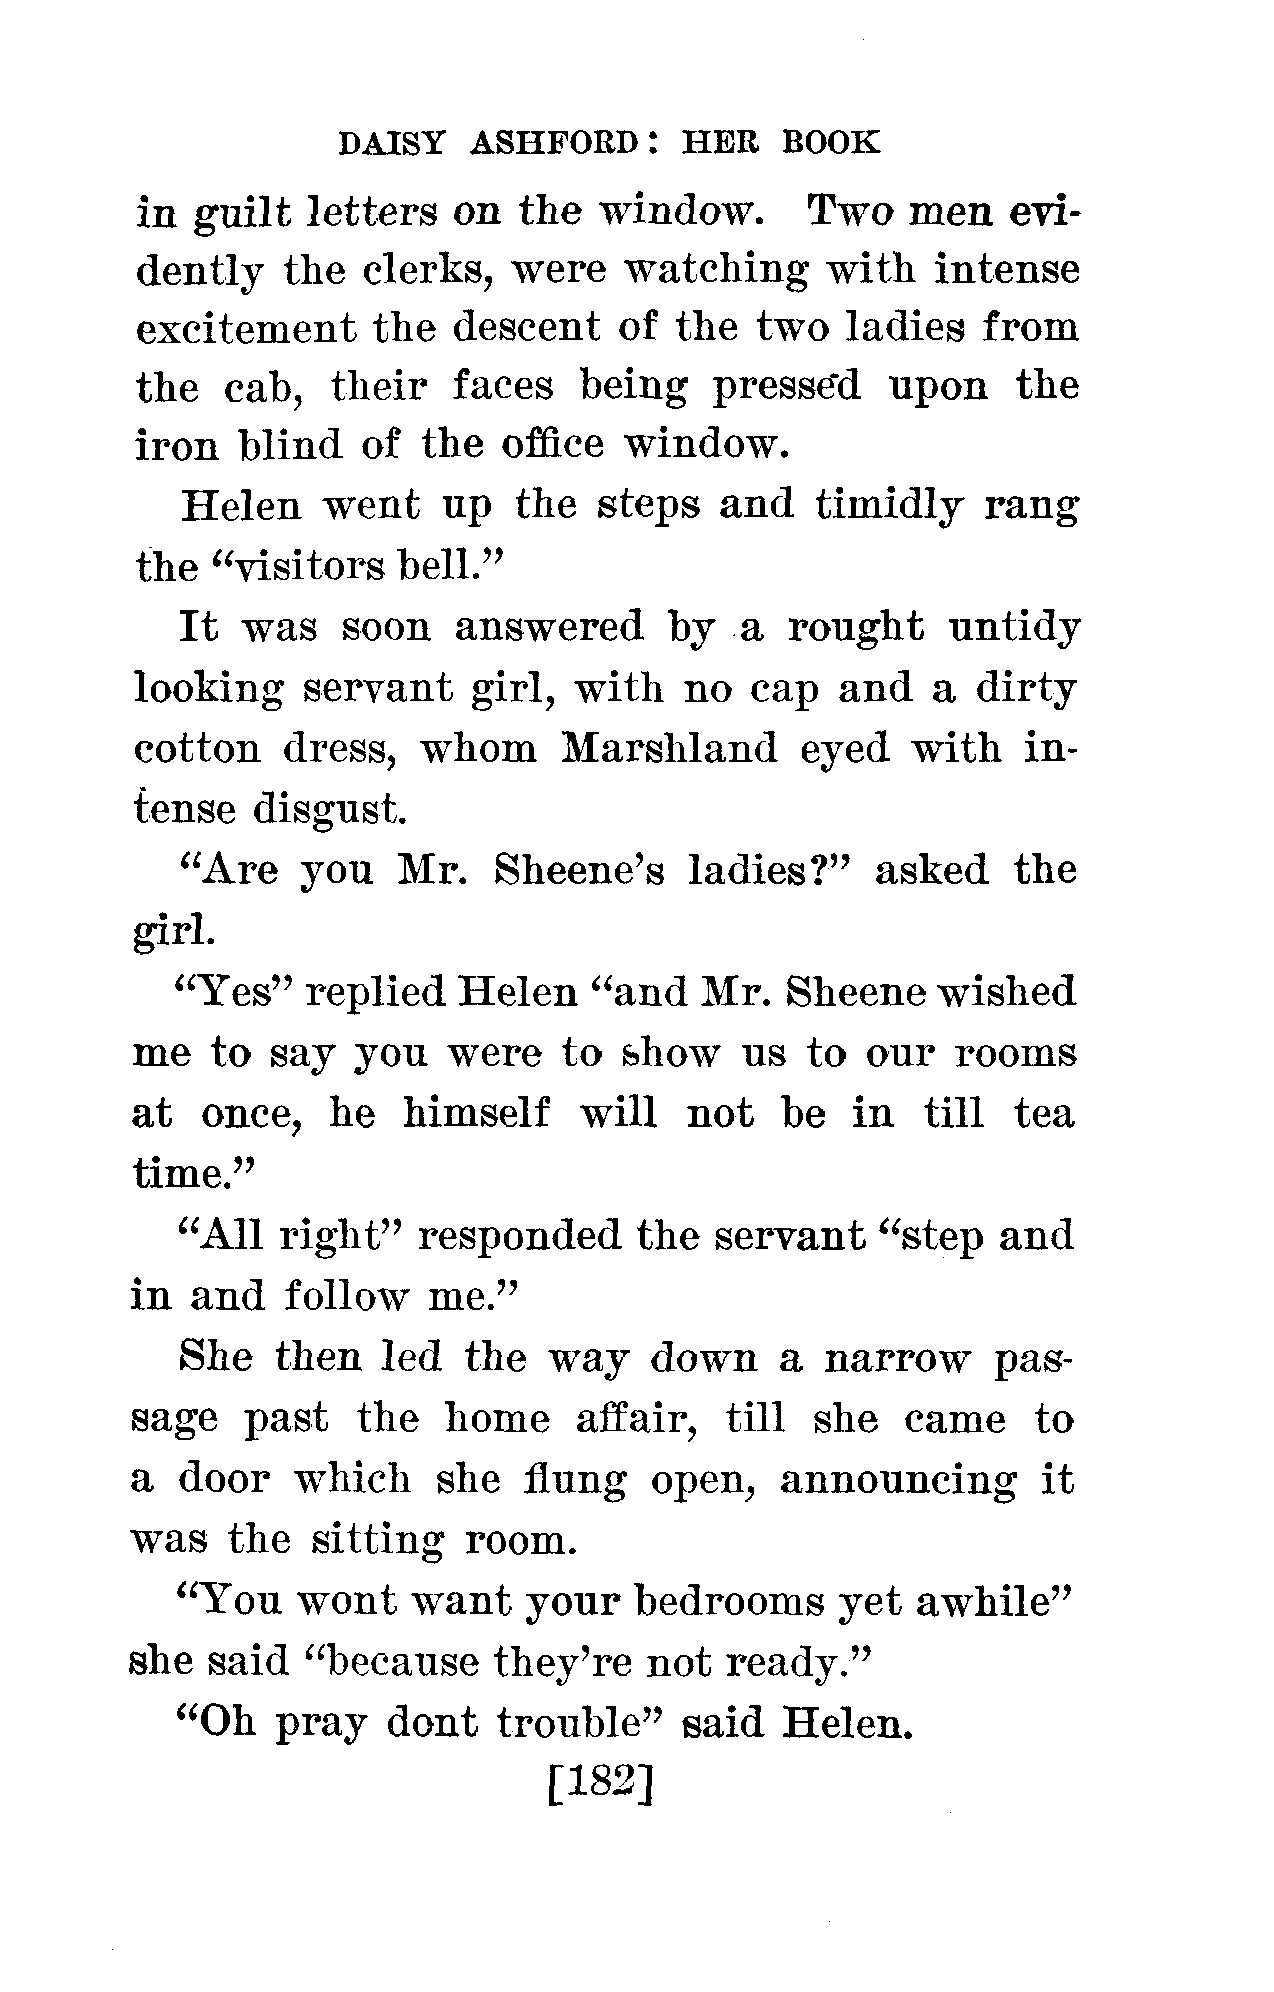 DAISY ASHFORD: HER BOOK
in guilt letters on the window. Two men evi-
dently the clerks, were watching with intense
excitement the descent of the two ladies from
the cab, their faces being pressed upon the
iron blind of the office window.
Helen went up the steps and timidly rang
the “visitors bell.”
It was soon answered by a rought untidy
looking servant girl, with no cap and a dirty
cotton dress, whom Marshland eyed with in-
tense disgust.
“Are you Mr. Sheene’s ladies?” asked the
girl.
“Yes” replied Helen “and Mr. Sheene wished
me to say you were to show us to our rooms
at once, he himself will not be in till tea
time.”
“All right” responded the servant “step and
in and follow me.”
She then led the way down a narrow pas-
sage past the home affair, till she came to
a door which she flung open, announcing it
was the sitting room.
“You wont want your bedrooms yet awhile”
she said “because they’re not ready.”
“Oh pray dont trouble” said Helen.
[182]